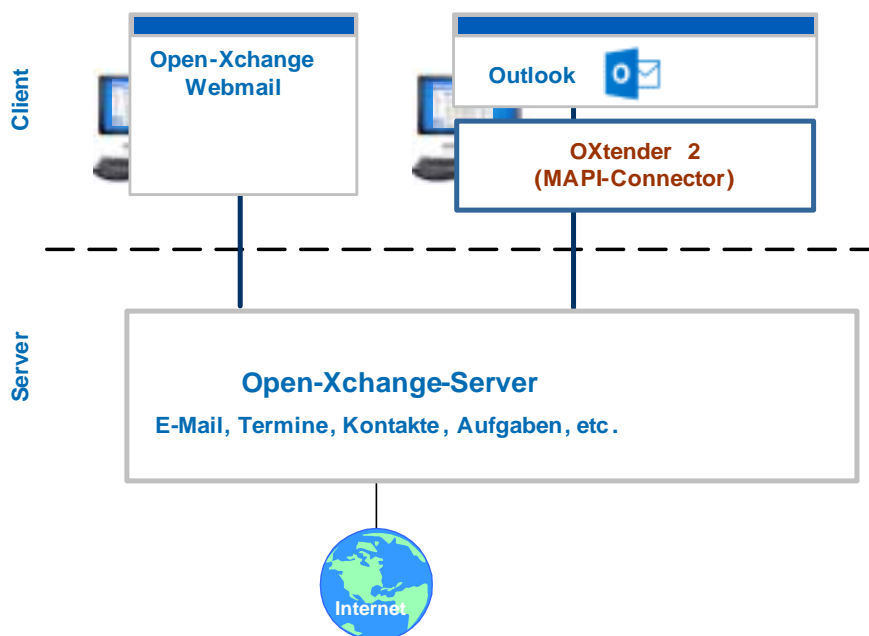 Client
Open-Xchange
Webmail
Outlook
O
OXtender 2
(MAPI-Connector)
Server
Open-Xchange-Server
E-Mail, Termine, Kontakte, Aufgaben, etc.
Internet